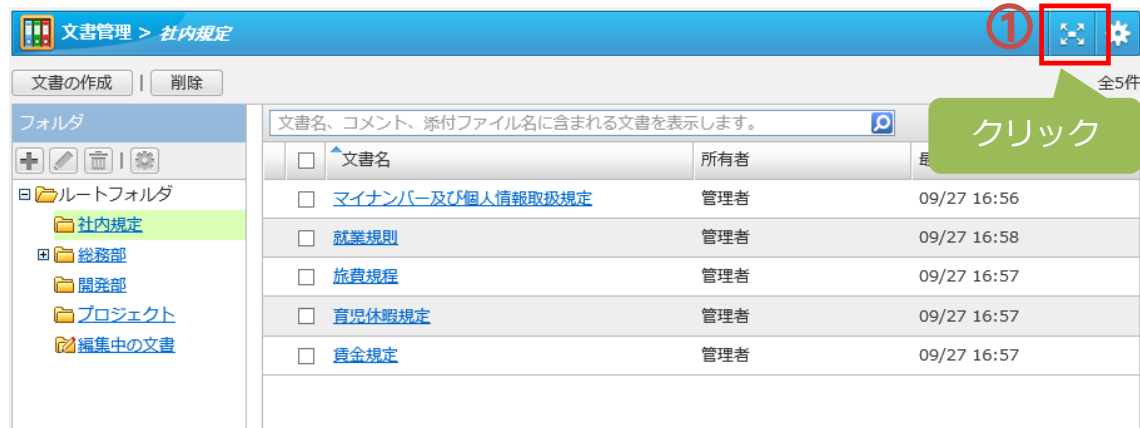 文書管理 > 社内規定
①
文書の作成 | 削除
全5件
フォルダ
文書名、コメント、添付ファイル名に含まれる文書を表示します。
クリック
文書名 所有者
ルートフォルダ
マイナンバー及び個人情報取扱規定 管理者 09/27 16:56
社内規定
就業規則 管理者 09/27 16:58
総務部
旅費規程 管理者 09/27 16:57
開発部
プロジェクト
育児休暇規定 管理者 09/27 16:57
編集中の文書
賃金規定 管理者 09/27 16:57